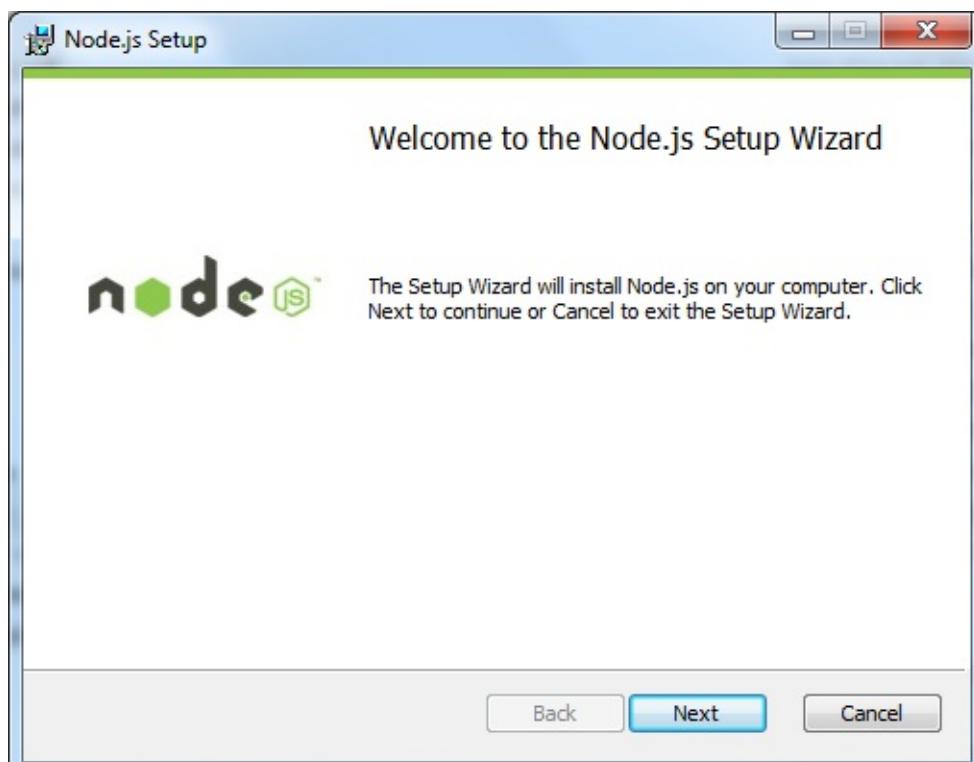 Node.js Setup
Welcome to the Node.js Setup Wizard
node JS™
The Setup Wizard will install Node.js on your computer. Click
Next to continue or Cancel to exit the Setup Wizard.
Back
Next
Cancel